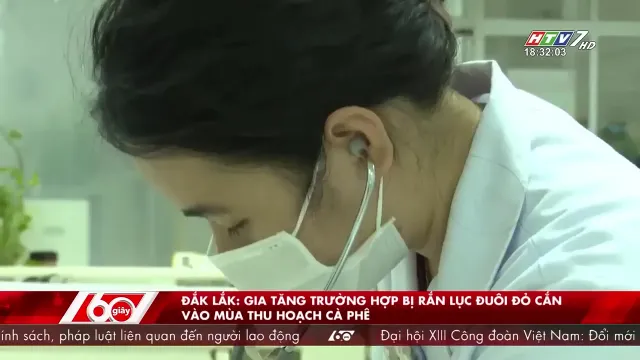 HTV7 HD
18:32:03
60 giây
ĐẮK LẮK: GIA TĂNG TRƯỜNG HỢP BỊ RẮN LỤC ĐUÔI ĐỎ CẮN
VÀO MÙA THU HOẠCH CÀ PHÊ
ính sách, pháp luật liên quan đến người lao động Đại hội XIII Công đoàn Việt Nam: Đổi mới